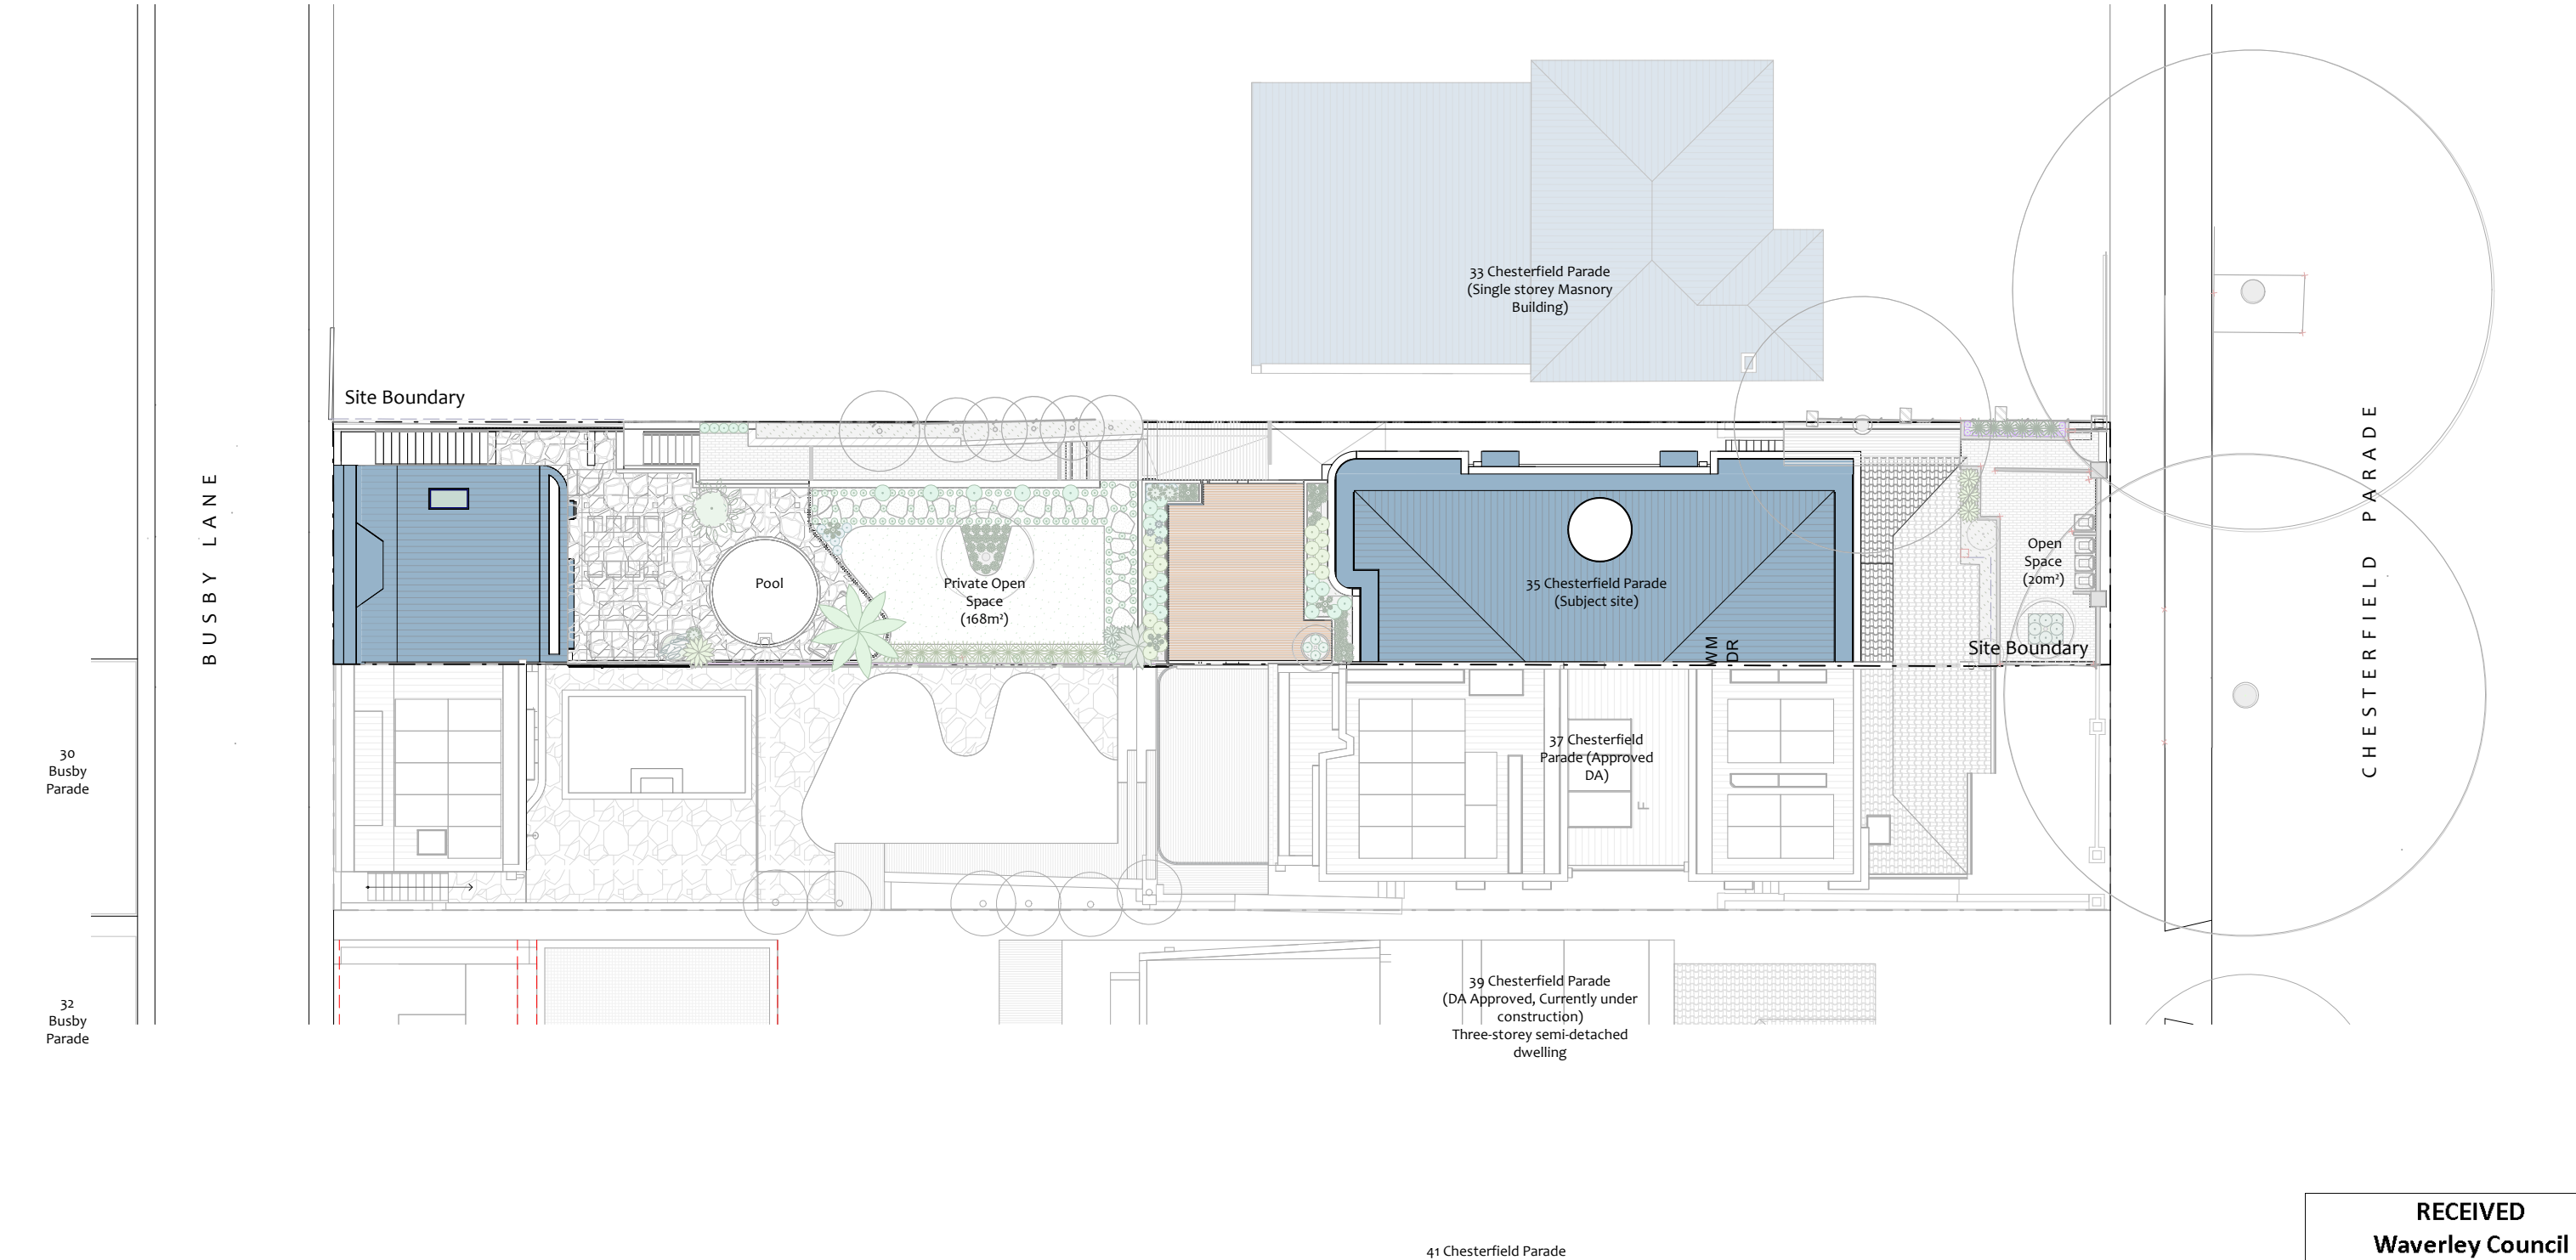 33 Chesterfield Parade
(Single storey Masnory
Building)
Site Boundary
BUSBY LANE
CHESTERFIELD PARADE
Pool
Private Open
Space
(168m²)
35 Chesterfield Parade
(Subject site)
Open
Space
(20m²)
WM
DR
Site Boundary
30
Busby
Parade
37 Chesterfield
Parade (Approved
DA)
F
32
Busby
Parade
39 Chesterfield Parade
(DA Approved, Currently under
construction)
Three-storey semi-detached
dwelling
RECEIVED
Waverley Council
41 Chesterfield Parade